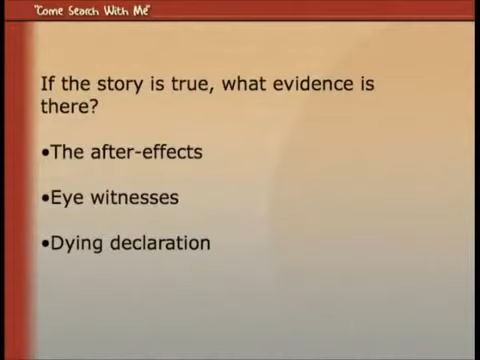 "Come Search With Me"
If the story is true, what evidence is
there?
•The after-effects
•Eye witnesses
•Dying declaration